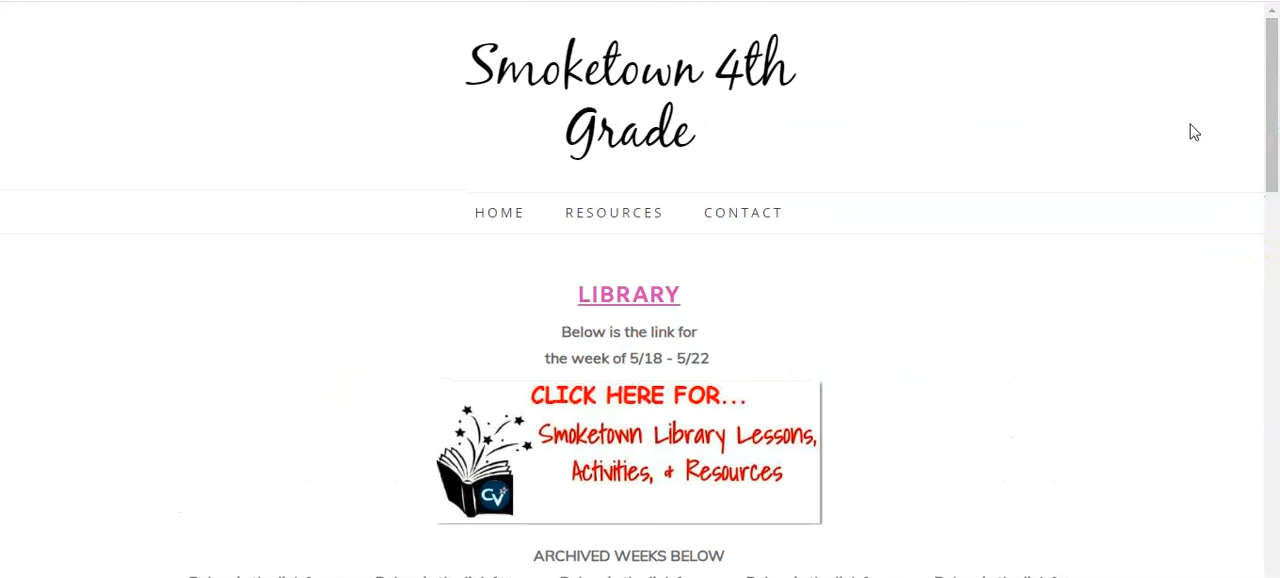 Smoketown 4th
Grade
HOME RESOURCES CONTACT
LIBRARY
Below is the link for
the week of 5/18 - 5/22
CLICK HERE FOR...
Smoketown Library Lessons,
Activities, & Resources
CV
ARCHIVED WEEKS BELOW